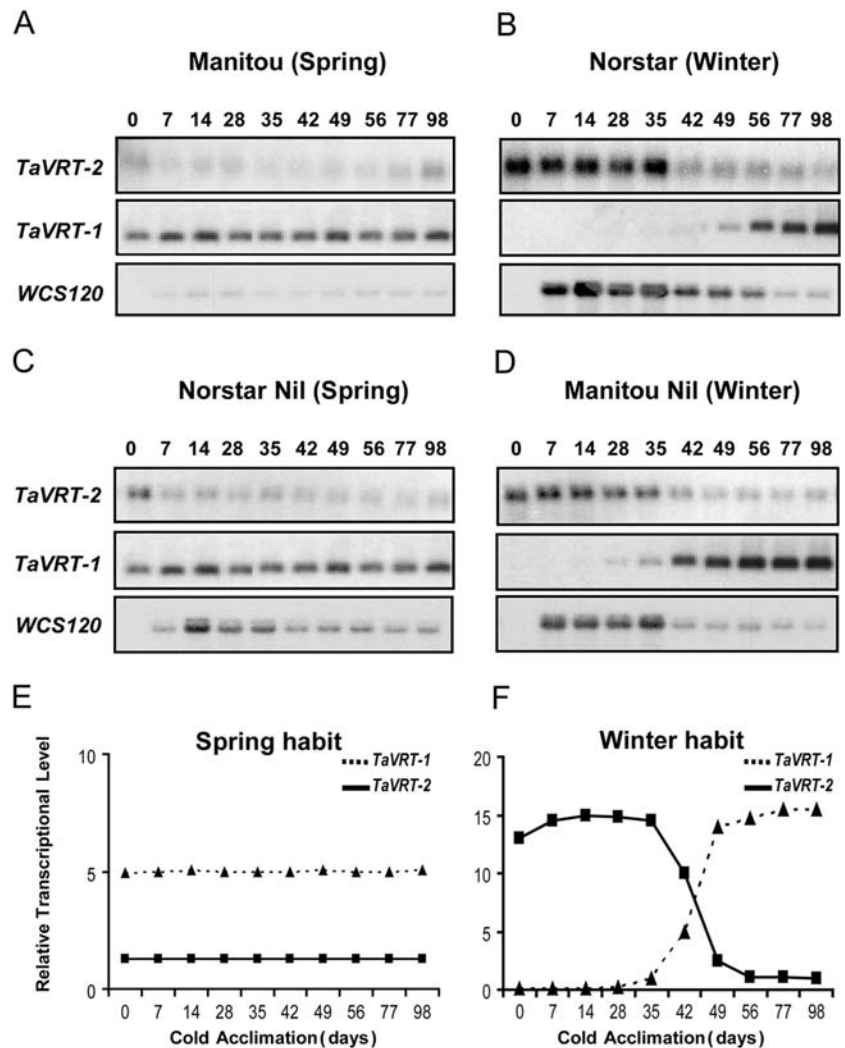 A
Manitou (Spring)
0 7 14 28 35 42 49 56 77 98
TaVRT-2
TaVRT-1
WCS120
B
Norstar (Winter)
0 7 14 28 35 42 49 56 77 98
C
Norstar Nil (Spring)
0 7 14 28 35 42 49 56 77 98
TaVRT-2
TaVRT-1
WCS120
D
Manitou Nil (Winter)
0 7 14 28 35 42 49 56 77 98
E
Spring habit
TaVRT-1
TaVRT-2
Relative Transcriptional Level
10
5
0
0 7 14 28 35 42 49 56 77 98
Cold Acclimation (days)
F
Winter habit
TaVRT-1
TaVRT-2
20
15
10
5
0
0 7 14 28 35 42 49 56 77 98
Cold Acclimation (days)